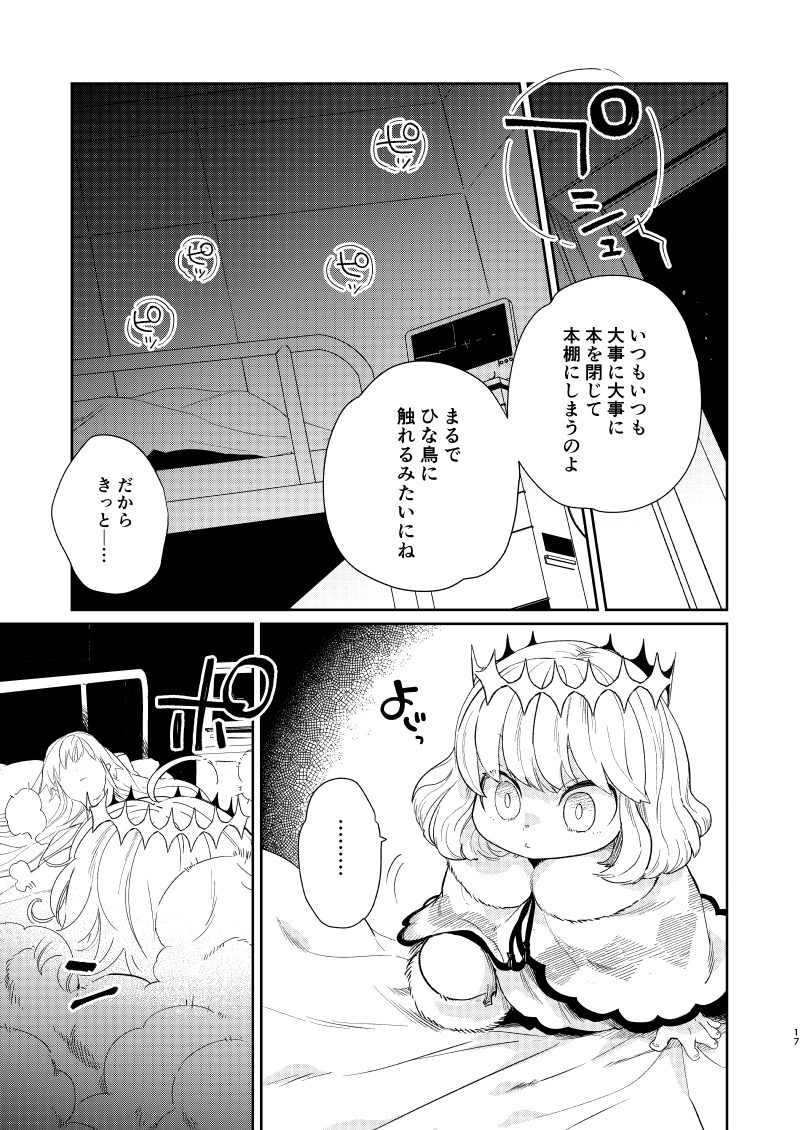 ペシュ
いつもいつも
大事に大事に
本を閉じて
本棚にしまうのよ
まるで
ひな鳥に
触れるみたいにね
ピッ
ピッ
ピッ
ピッ
だから
きっと─…
よじっ
………
ポー
17